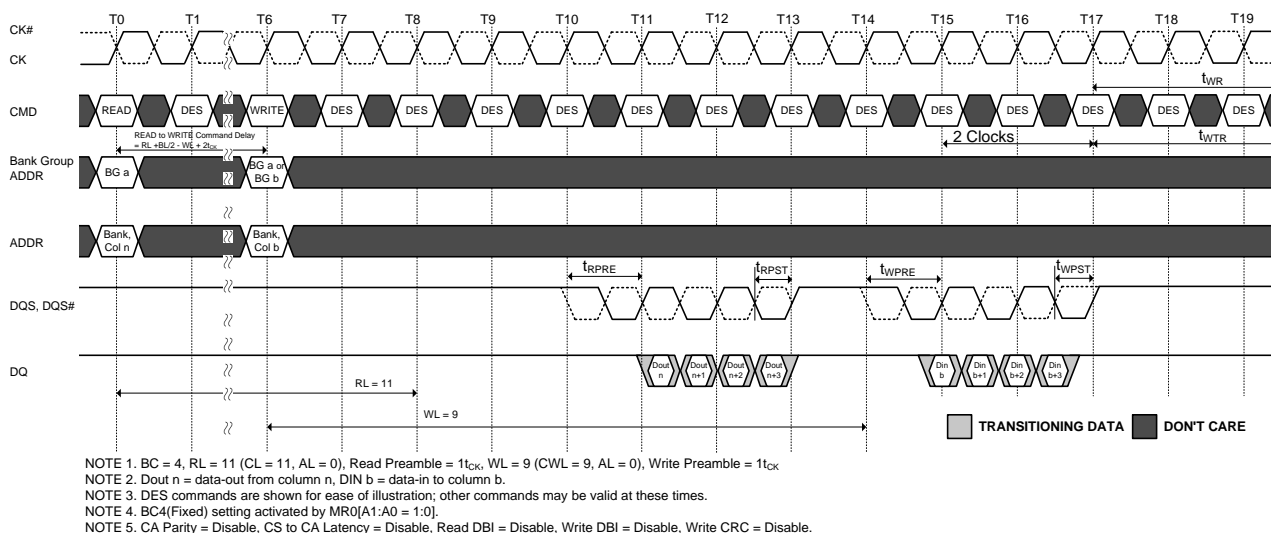 T0 T1 T6 T7 T8 T9 T10 T11 T12 T13 T14 T15 T16 T17 T18 T19
CK#
CK
tWR
CMD READ DES WRITE DES DES DES DES DES DES DES DES DES DES DES DES DES
READ to WRITE Command Delay
= RL +BL/2 - WL + 2tCK
2 Clocks tWTR
Bank Group
ADDR
BG a
BG a or
BG b
ADDR
Bank,
Col n
Bank,
Col b
tRPRE tRPST tWPRE tWPST
DQS, DQS#
DQ
Dout
n
Dout
n+1
Dout
n+2
Dout
n+3
Din
b
Din
b+1
Din
b+2
Din
b+3
RL = 11
WL = 9
TRANSITIONING DATA DON'T CARE
NOTE 1. BC = 4, RL = 11 (CL = 11, AL = 0), Read Preamble = 1tCK, WL = 9 (CWL = 9, AL = 0), Write Preamble = 1tCK
NOTE 2. Dout n = data-out from column n, DIN b = data-in to column b.
NOTE 3. DES commands are shown for ease of illustration; other commands may be valid at these times.
NOTE 4. BC4(Fixed) setting activated by MR0[A1:A0 = 1:0].
NOTE 5. CA Parity = Disable, CS to CA Latency = Disable, Read DBI = Disable, Write DBI = Disable, Write CRC = Disable.